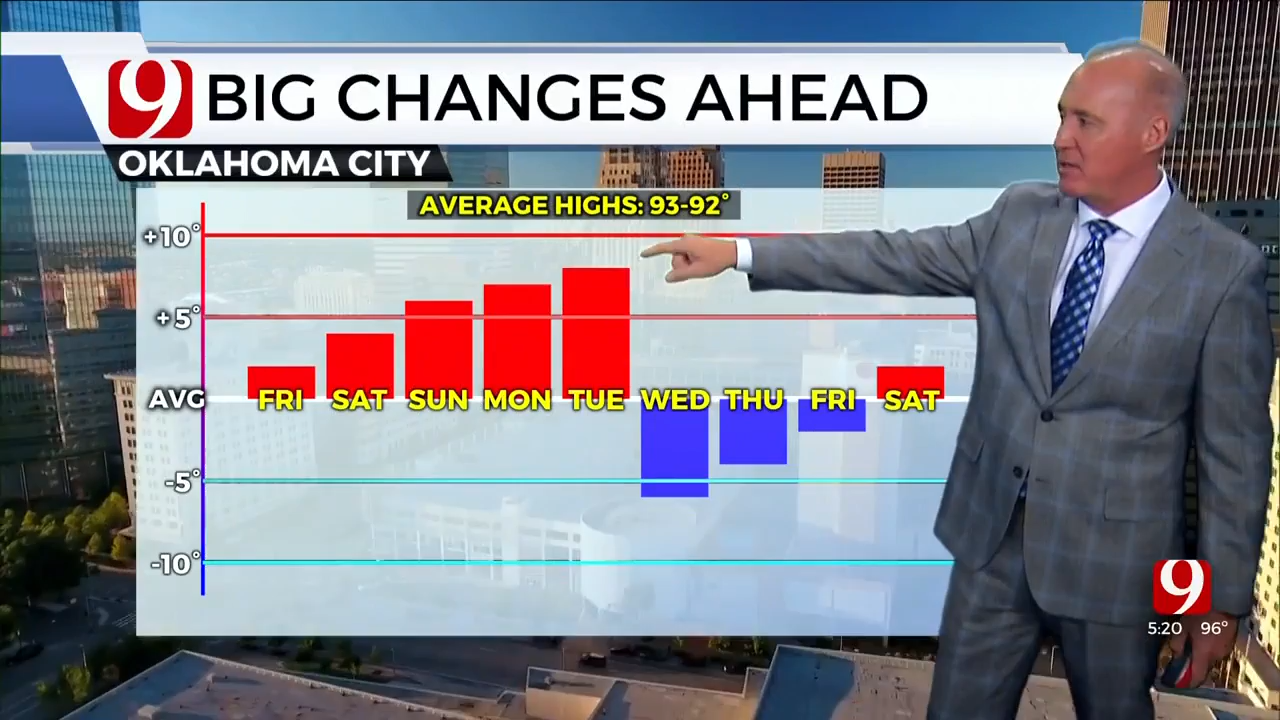 9 BIG CHANGES AHEAD
OKLAHOMA CITY
AVERAGE HIGHS: 93-92°
+10°
+5°
AVG
FRI SAT SUN MON TUE WED THU FRI SAT
-5°
-10°
9
5:20 96°